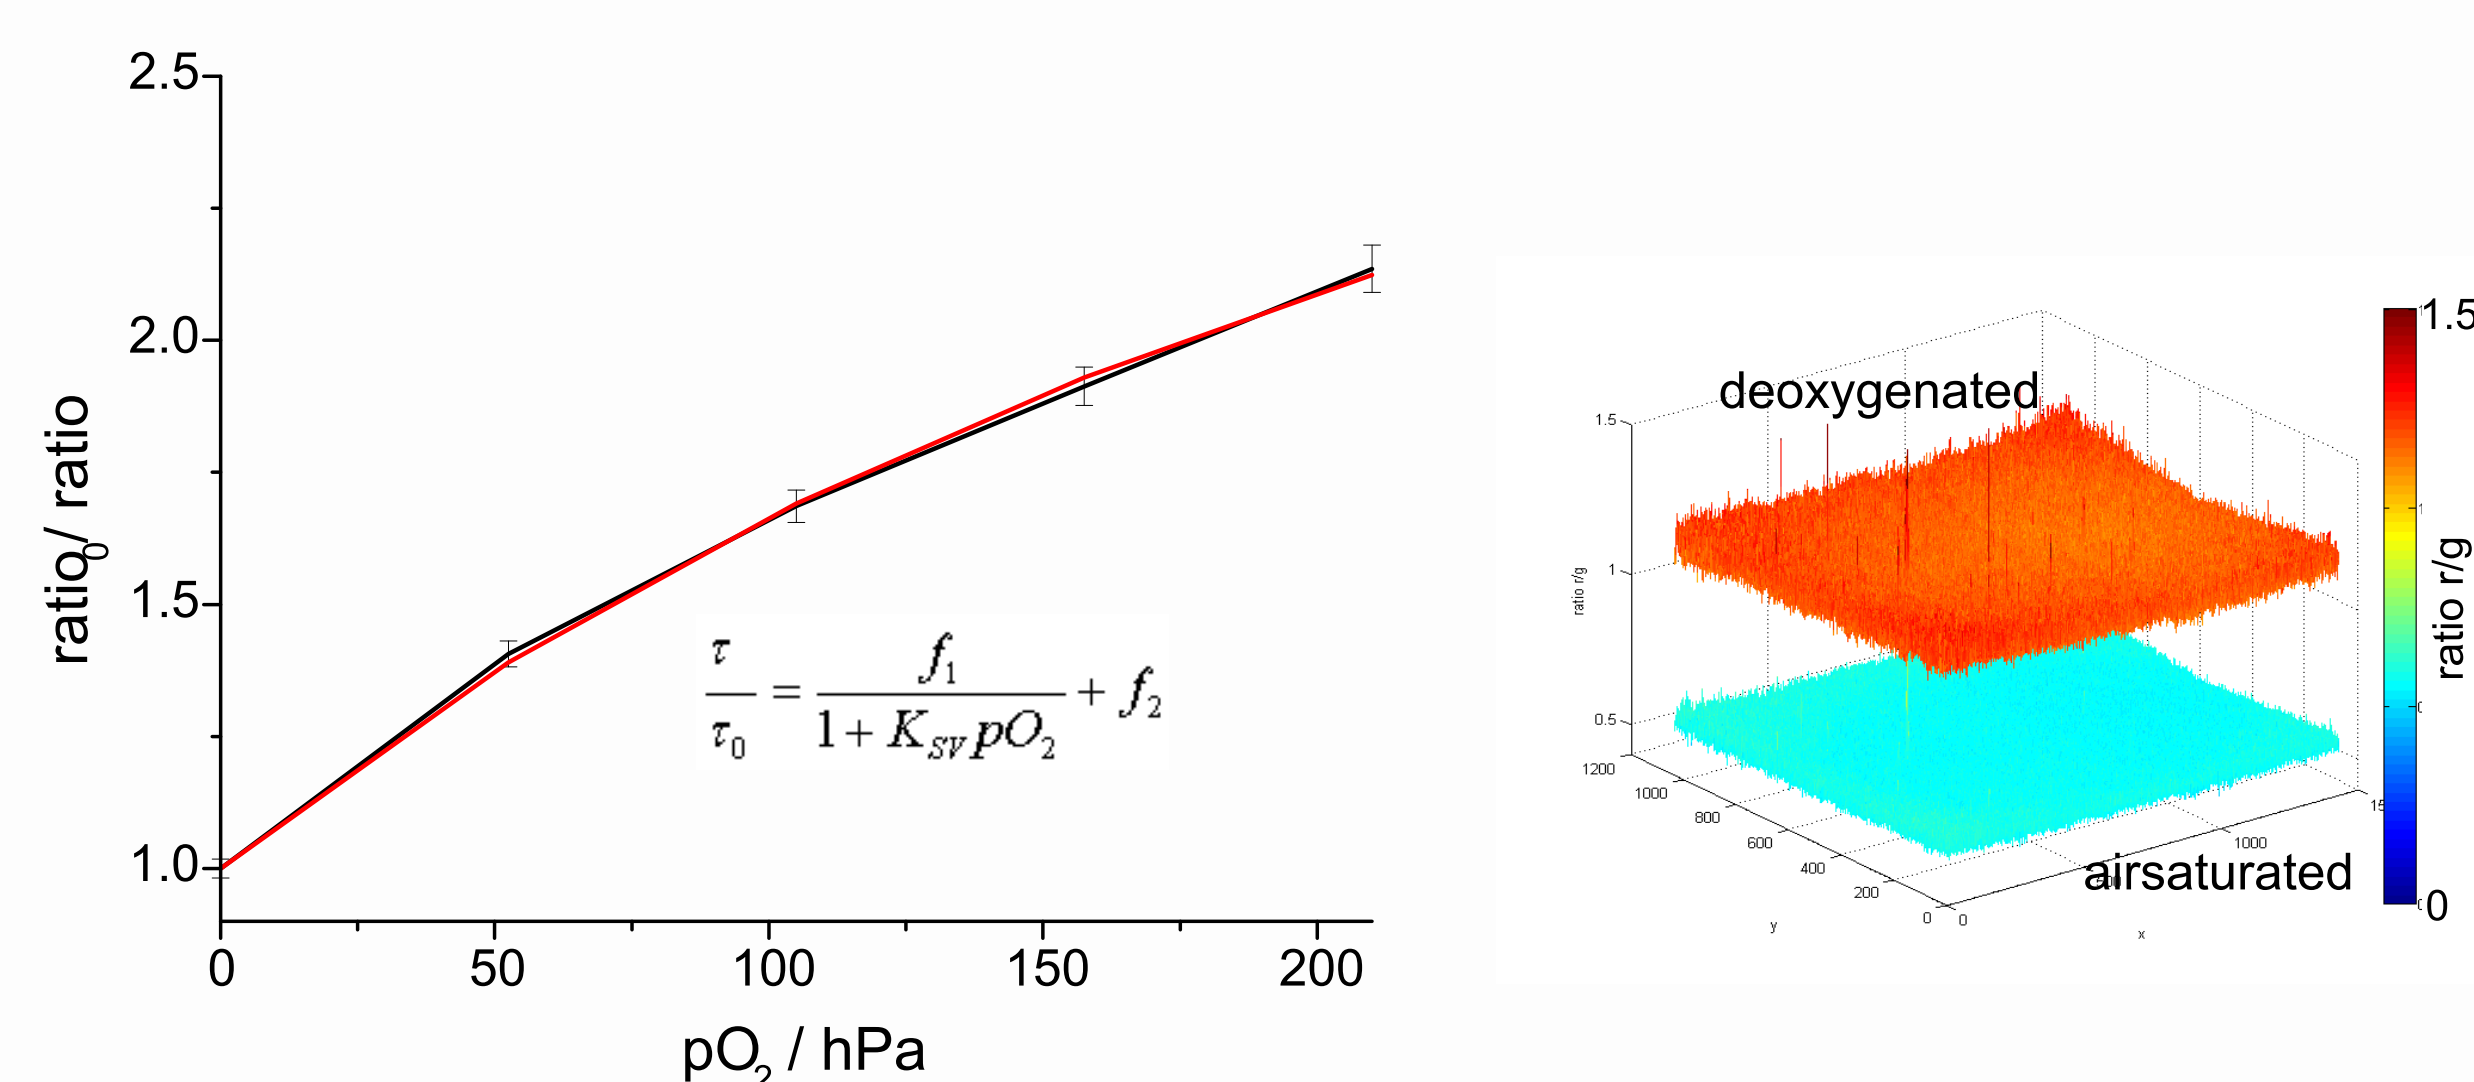 2.5
2.0
1.5
1.0
ratio0/ ratio
0 50 100 150 200
pO2 / hPa
τ/τ0 = f1/(1 + KSV pO2) + f2
deoxygenated
airsaturated
1.5
1
0.5
ratio r/g
1200
1000
800
600
400
200
0
y
0
500
1000
x
1.5
1
0
ratio r/g